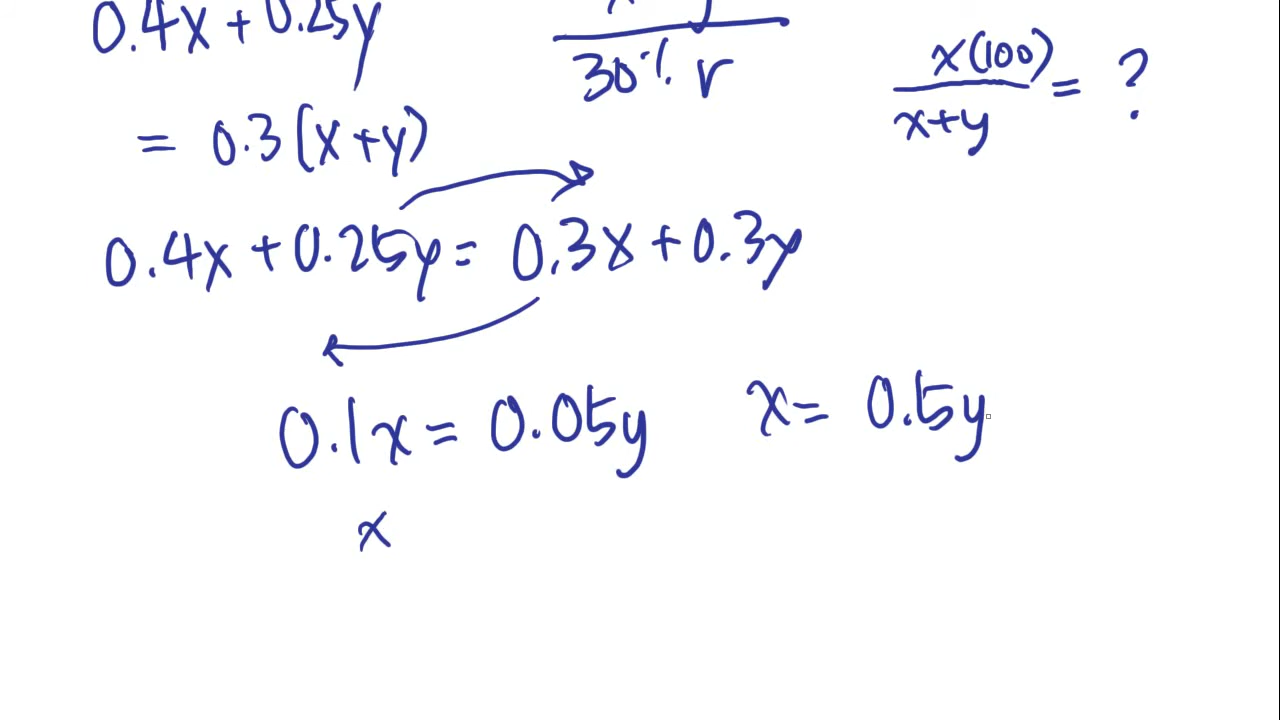 0.4x + 0.25y
30% r
x(100)
x+y = ?
= 0.3(x+y)
0.4x + 0.25y = 0.3x + 0.3y
0.1x = 0.05y
x = 0.5y
x